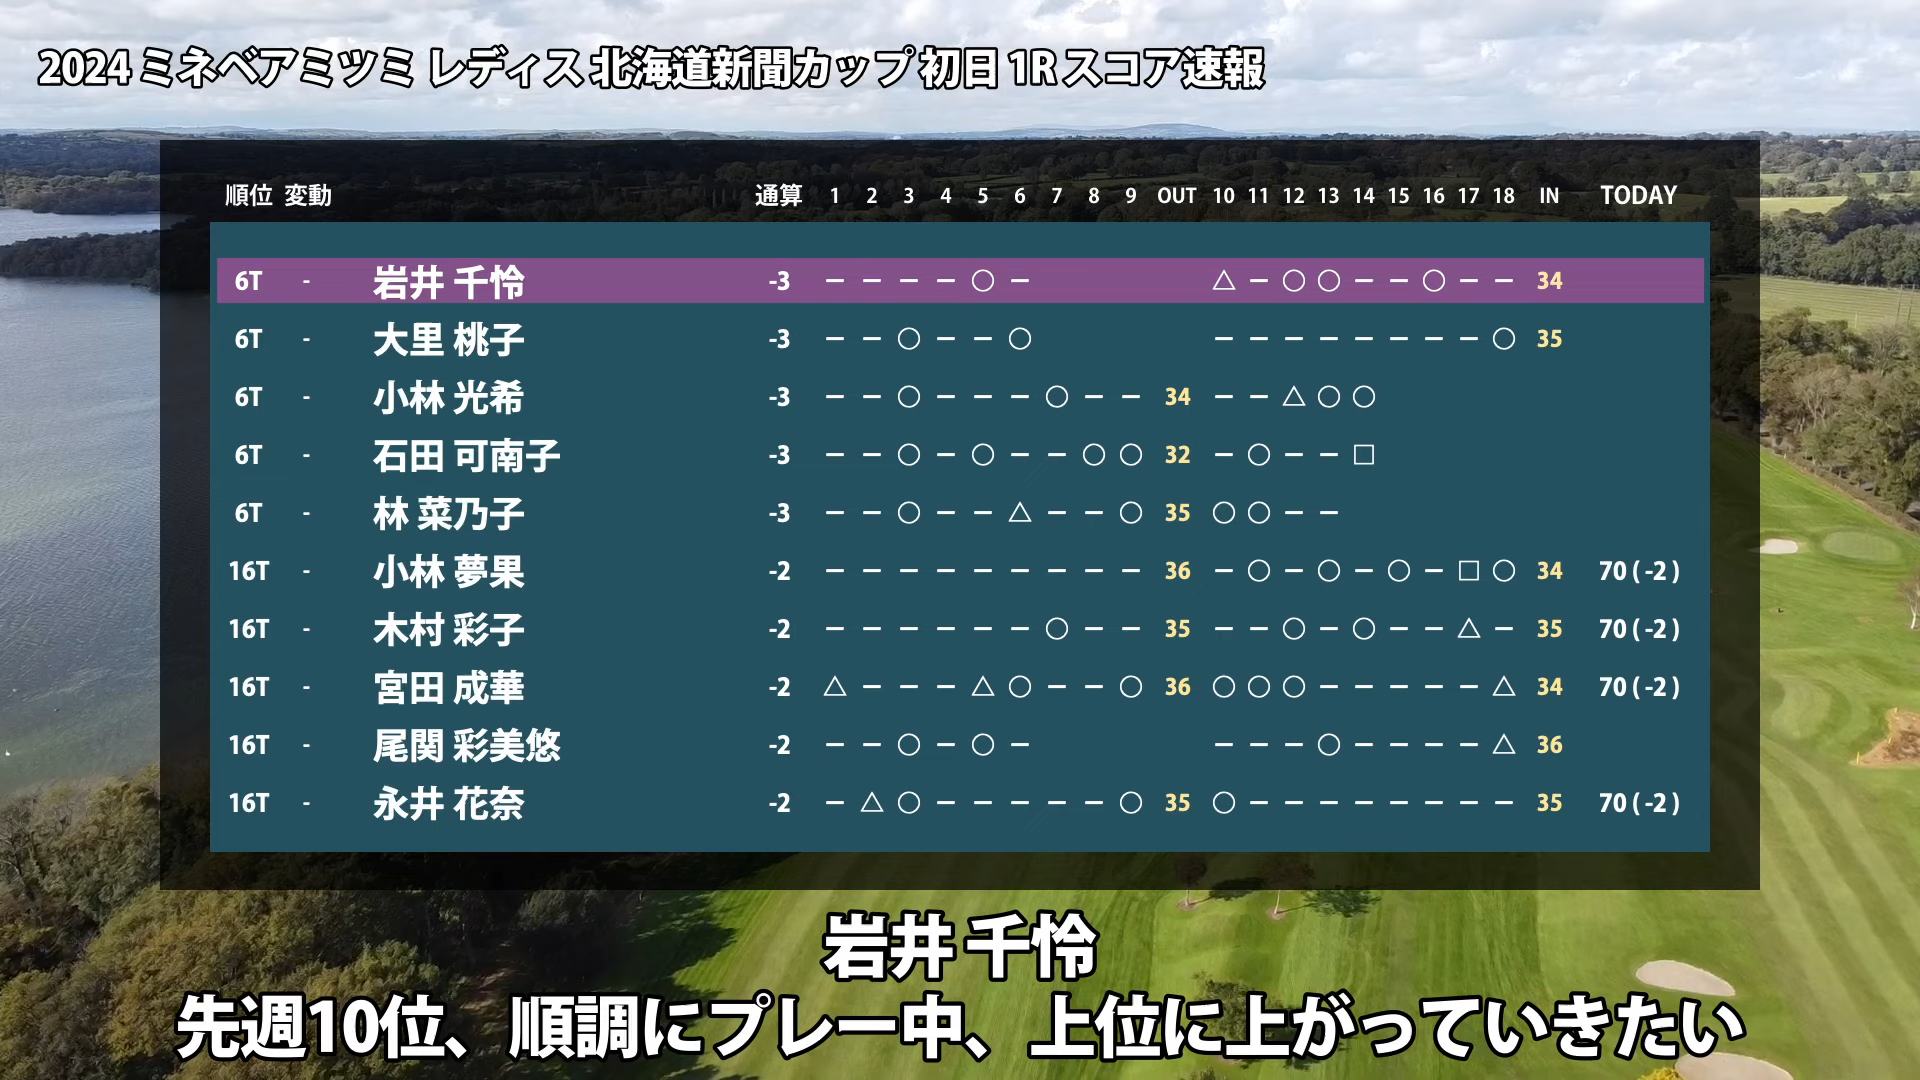 2024 ミネベアミツミ レディス 北海道新聞カップ 初日 1R スコア速報
順位 変動 通算 1 2 3 4 5 6 7 8 9 OUT 10 11 12 13 14 15 16 17 18 IN TODAY
6T - 岩井 千怜 -3 － － － － ○ － △ － ○ ○ － － ○ － － 34
6T - 大里 桃子 -3 － － ○ － － ○ － － － － － － － － ○ 35
6T - 小林 光希 -3 － － ○ － － － ○ － － 34 － － △ ○ ○
6T - 石田 可南子 -3 － － ○ － ○ － － ○ ○ 32 － ○ － － □
6T - 林 菜乃子 -3 － － ○ － － △ － － ○ 35 ○ ○ － －
16T - 小林 夢果 -2 － － － － － － － － － 36 － ○ － ○ － ○ － □ ○ 34 70 ( -2 )
16T - 木村 彩子 -2 － － － － － － ○ － － 35 － － ○ － ○ － － △ － 35 70 ( -2 )
16T - 宮田 成華 -2 △ － － － △ ○ － － ○ 36 ○ ○ ○ － － － － － △ 34 70 ( -2 )
16T - 尾関 彩美悠 -2 － － ○ － ○ － － － － ○ － － － － △ 36
16T - 永井 花奈 -2 － △ ○ － － － － － ○ 35 ○ － － － － － － － － 35 70 ( -2 )
岩井 千怜
先週10位、順調にプレー中、上位に上がっていきたい